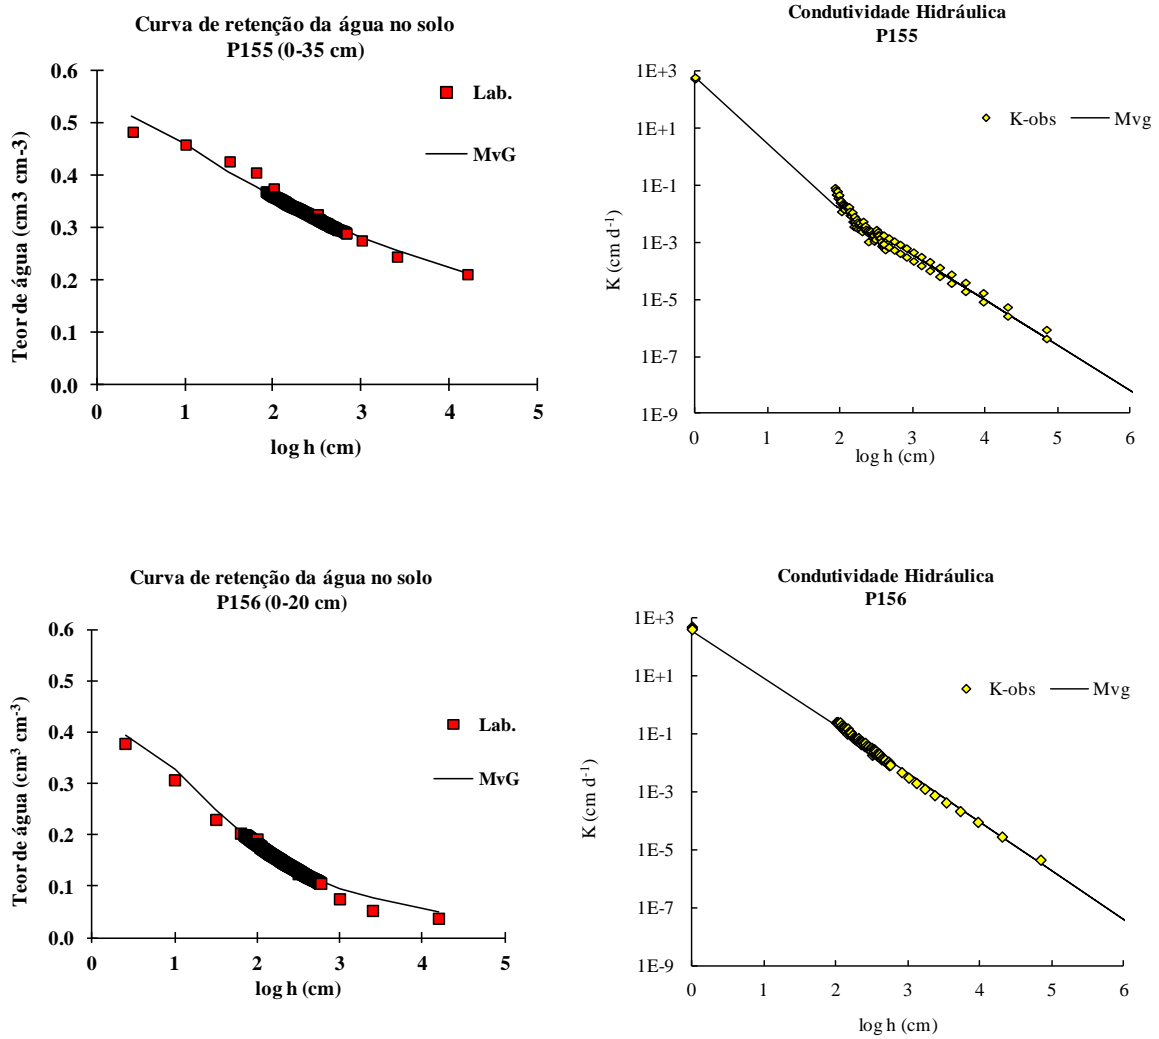 Curva de retenção da água no solo
P155 (0-35 cm)
0.6
0.5
0.4
0.3
0.2
0.1
0.0
0 1 2 3 4 5
Teor de água (cm3 cm-3)
log h (cm)
Lab.
MvG
Condutividade Hidráulica
P155
1E+3
1E+1
1E-1
1E-3
1E-5
1E-7
1E-9
0 1 2 3 4 5 6
K (cm d-1)
log h (cm)
K-obs Mvg
Curva de retenção da água no solo
P156 (0-20 cm)
0.6
0.5
0.4
0.3
0.2
0.1
0.0
0 1 2 3 4 5
Teor de água (cm³ cm⁻³)
log h (cm)
Lab.
MvG
Condutividade Hidráulica
P156
1E+3
1E+1
1E-1
1E-3
1E-5
1E-7
1E-9
0 1 2 3 4 5 6
K (cm d⁻¹)
log h (cm)
K-obs Mvg